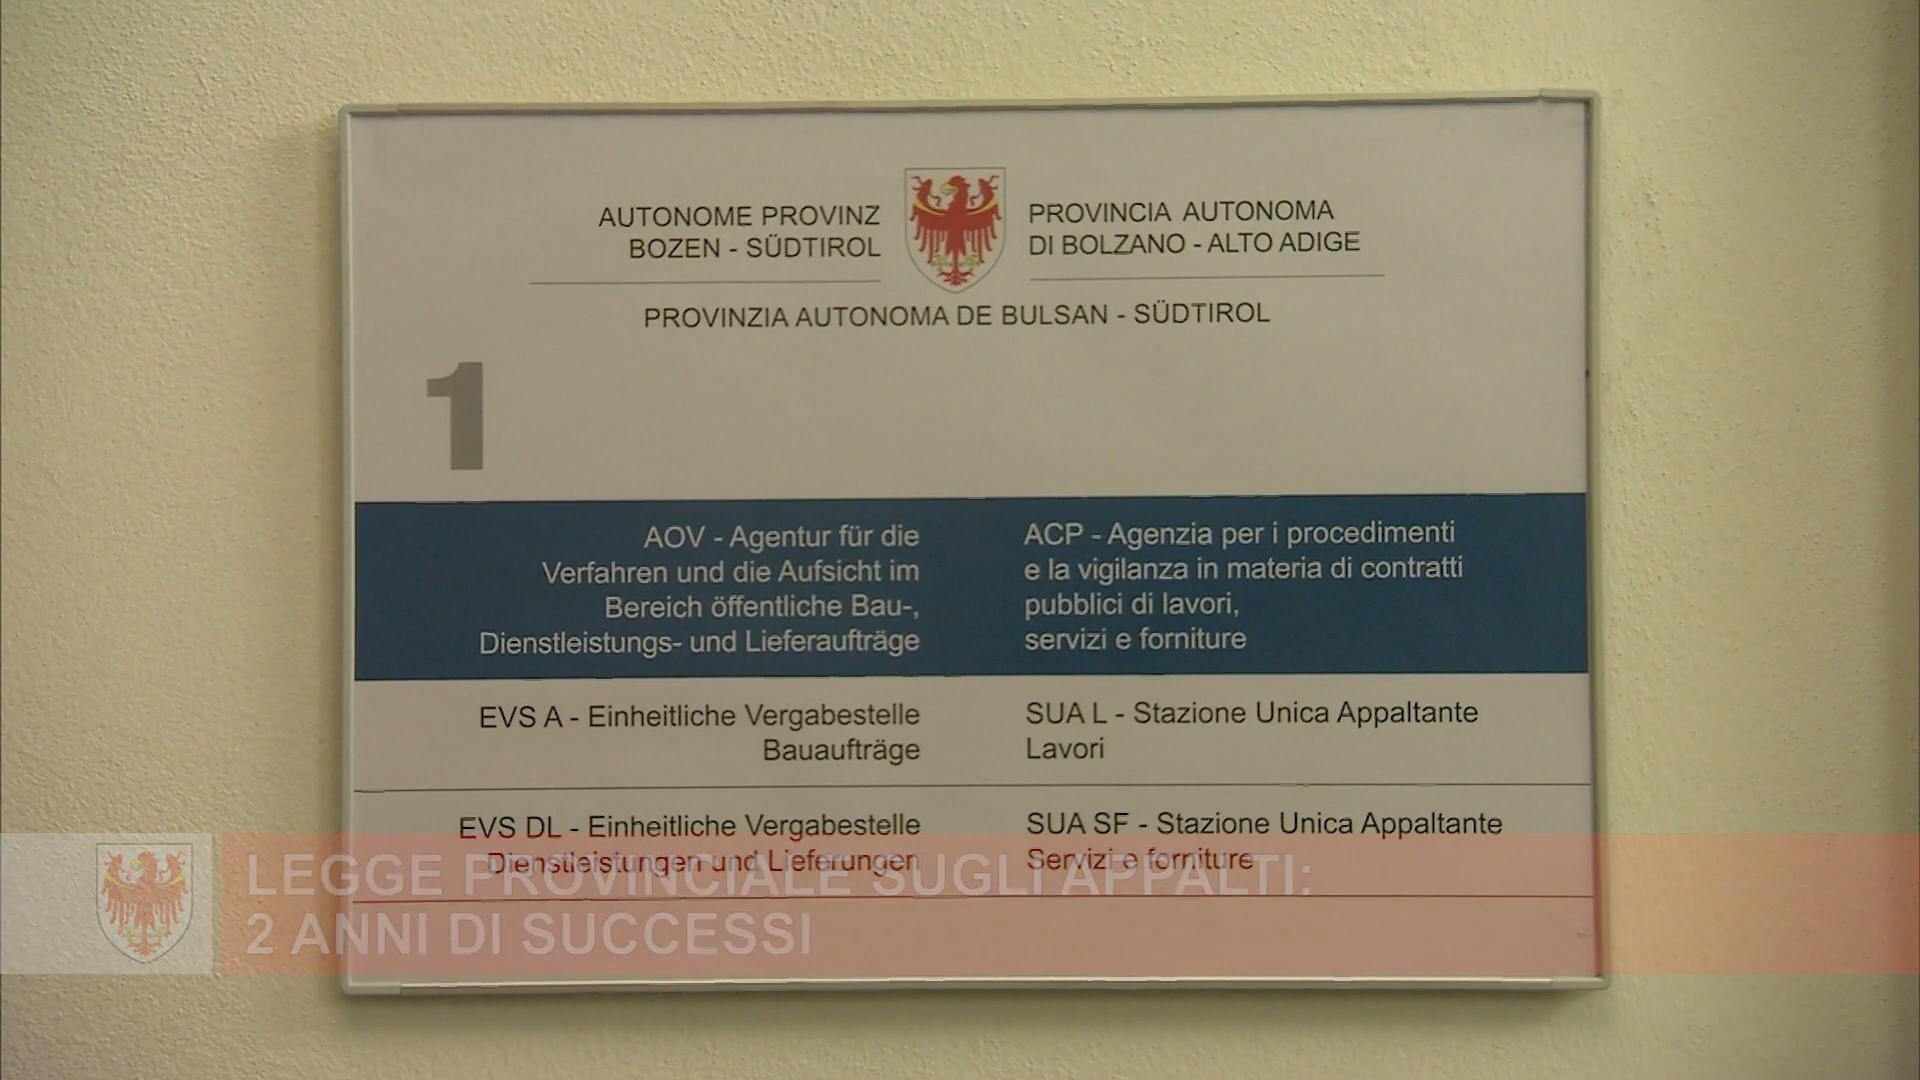 AUTONOME PROVINZ
BOZEN - SÜDTIROL
PROVINCIA AUTONOMA
DI BOLZANO - ALTO ADIGE
PROVINZIA AUTONOMA DE BULSAN - SÜDTIROL
1
AOV - Agentur für die
Verfahren und die Aufsicht im
Bereich öffentliche Bau-,
Dienstleistungs- und Lieferaufträge
ACP - Agenzia per i procedimenti
e la vigilanza in materia di contratti
pubblici di lavori,
servizi e forniture
EVS A - Einheitliche Vergabestelle
Bauaufträge
SUA L - Stazione Unica Appaltante
Lavori
EVS DL - Einheitliche Vergabestelle
Dienstleistungen und Lieferungen
SUA SF - Stazione Unica Appaltante
Servizi e forniture
LEGGE PROVINCIALE SUGLI APPALTI:
2 ANNI DI SUCCESSI